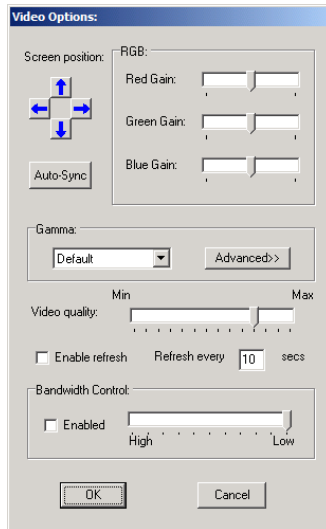 Video Options:
Screen position:
Auto-Sync
RGB:
Red Gain:
Green Gain:
Blue Gain:
Gamma:
Default
Advanced>>
Min Max
Video quality:
Enable refresh Refresh every 10 secs
Bandwidth Control:
Enabled
High Low
OK Cancel